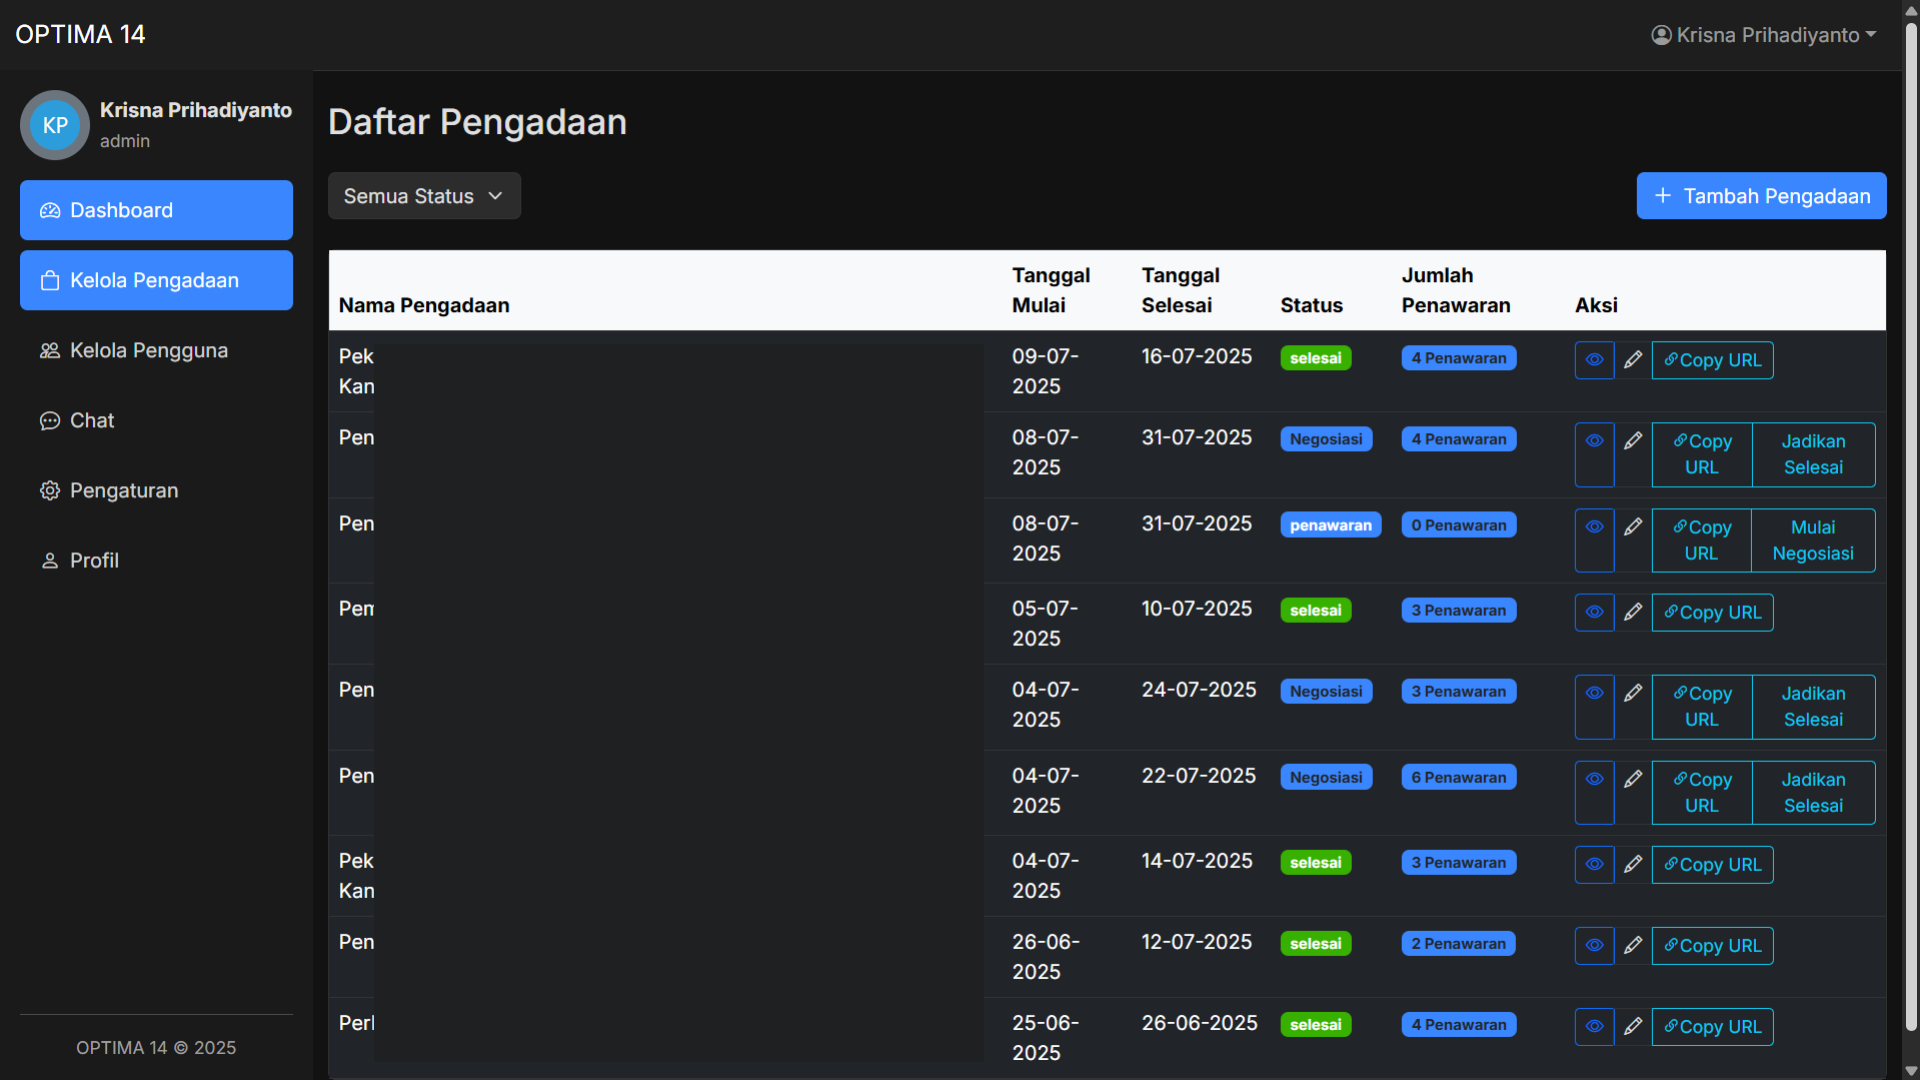 OPTIMA 14
Krisna Prihadiyanto
KP
Krisna Prihadiyanto
admin
Dashboard
Kelola Pengadaan
Kelola Pengguna
Chat
Pengaturan
Profil
OPTIMA 14 © 2025
Daftar Pengadaan
Semua Status
+ Tambah Pengadaan
Nama Pengadaan
Tanggal
Mulai
Tanggal
Selesai
Status
Jumlah
Penawaran
Aksi
Pek
Kan
09-07-
2025
16-07-2025
selesai
4 Penawaran
Copy URL
Pen
08-07-
2025
31-07-2025
Negosiasi
4 Penawaran
Copy
URL
Jadikan
Selesai
Pen
08-07-
2025
31-07-2025
penawaran
0 Penawaran
Copy
URL
Mulai
Negosiasi
Pem
05-07-
2025
10-07-2025
selesai
3 Penawaran
Copy URL
Pen
04-07-
2025
24-07-2025
Negosiasi
3 Penawaran
Copy
URL
Jadikan
Selesai
Pen
04-07-
2025
22-07-2025
Negosiasi
6 Penawaran
Copy
URL
Jadikan
Selesai
Pek
Kan
04-07-
2025
14-07-2025
selesai
3 Penawaran
Copy URL
Pen
26-06-
2025
12-07-2025
selesai
2 Penawaran
Copy URL
Per
25-06-
2025
26-06-2025
selesai
4 Penawaran
Copy URL